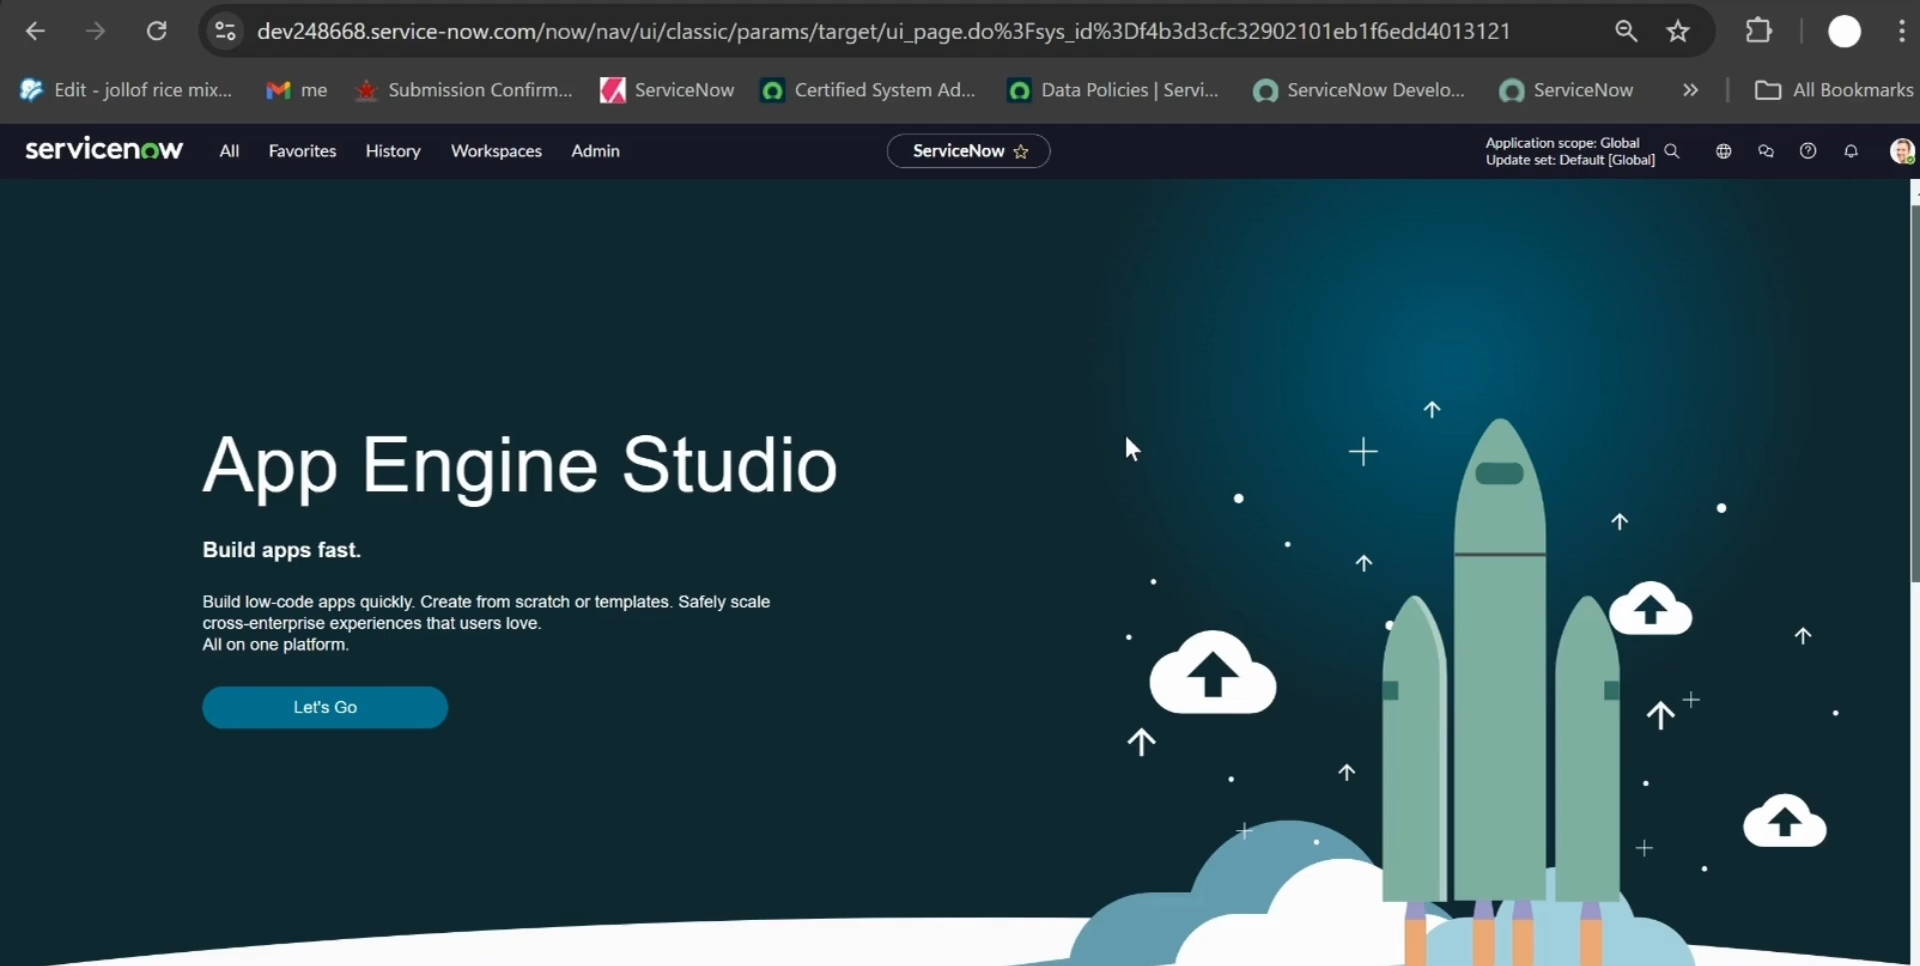 dev248668.service-now.com/now/nav/ui/classic/params/target/ui_page.do%3Fsys_id%3Df4b3d3cfc32902101eb1f6edd4013121
Edit - jollof rice mix... me Submission Confirm... ServiceNow Certified System Ad... Data Policies | Servi... ServiceNow Develo... ServiceNow » All Bookmarks
servicenow All Favorites History Workspaces Admin ServiceNow
Application scope: Global
Update set: Default [Global]
App Engine Studio
Build apps fast.
Build low-code apps quickly. Create from scratch or templates. Safely scale
cross-enterprise experiences that users love.
All on one platform.
Let's Go